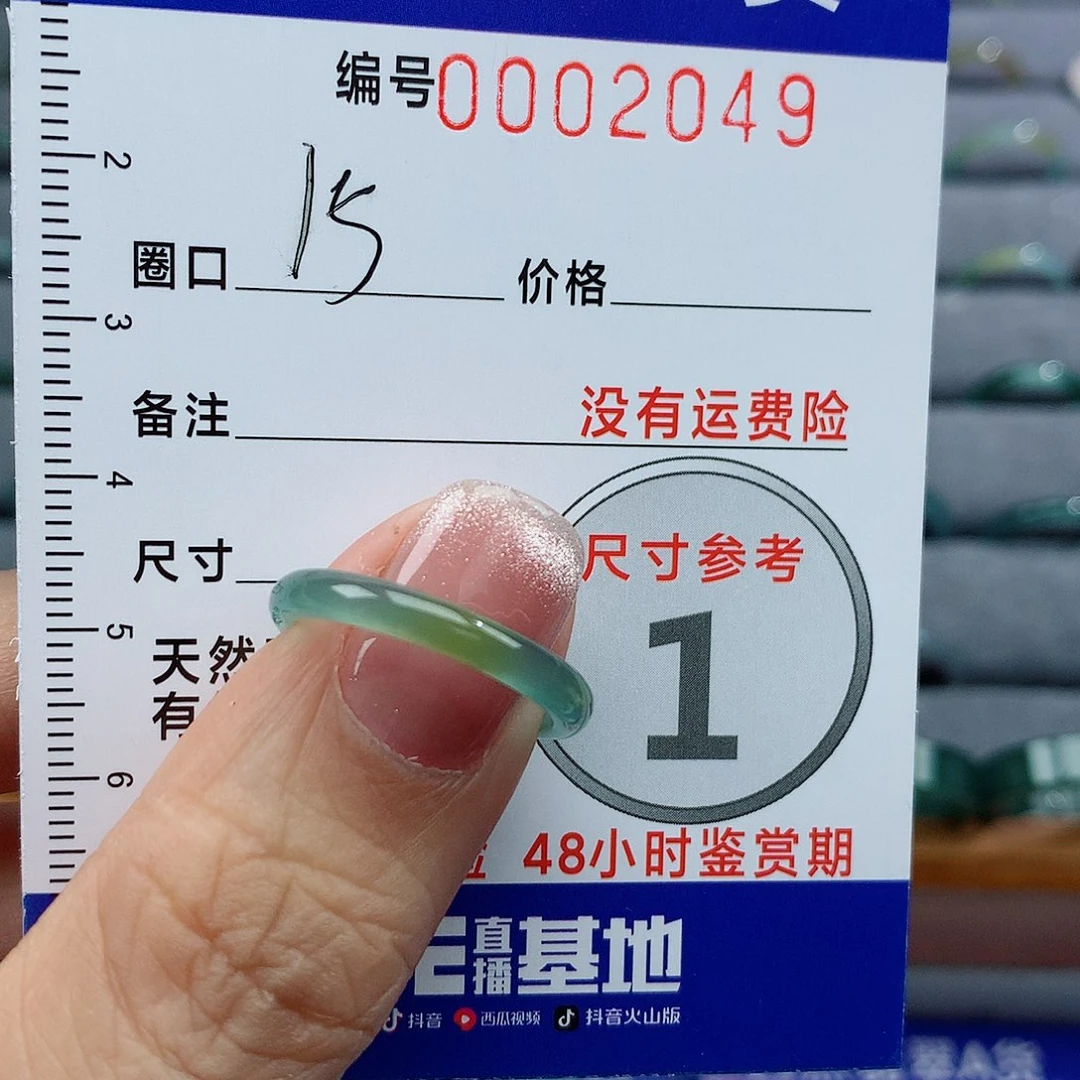 编号0002049
2
圈口 15 价格
3
备注 没有运费险
4
尺寸
尺寸参考
5
天然
有
1
6
48小时鉴赏期
直播基地
抖音 西瓜视频 抖音火山版